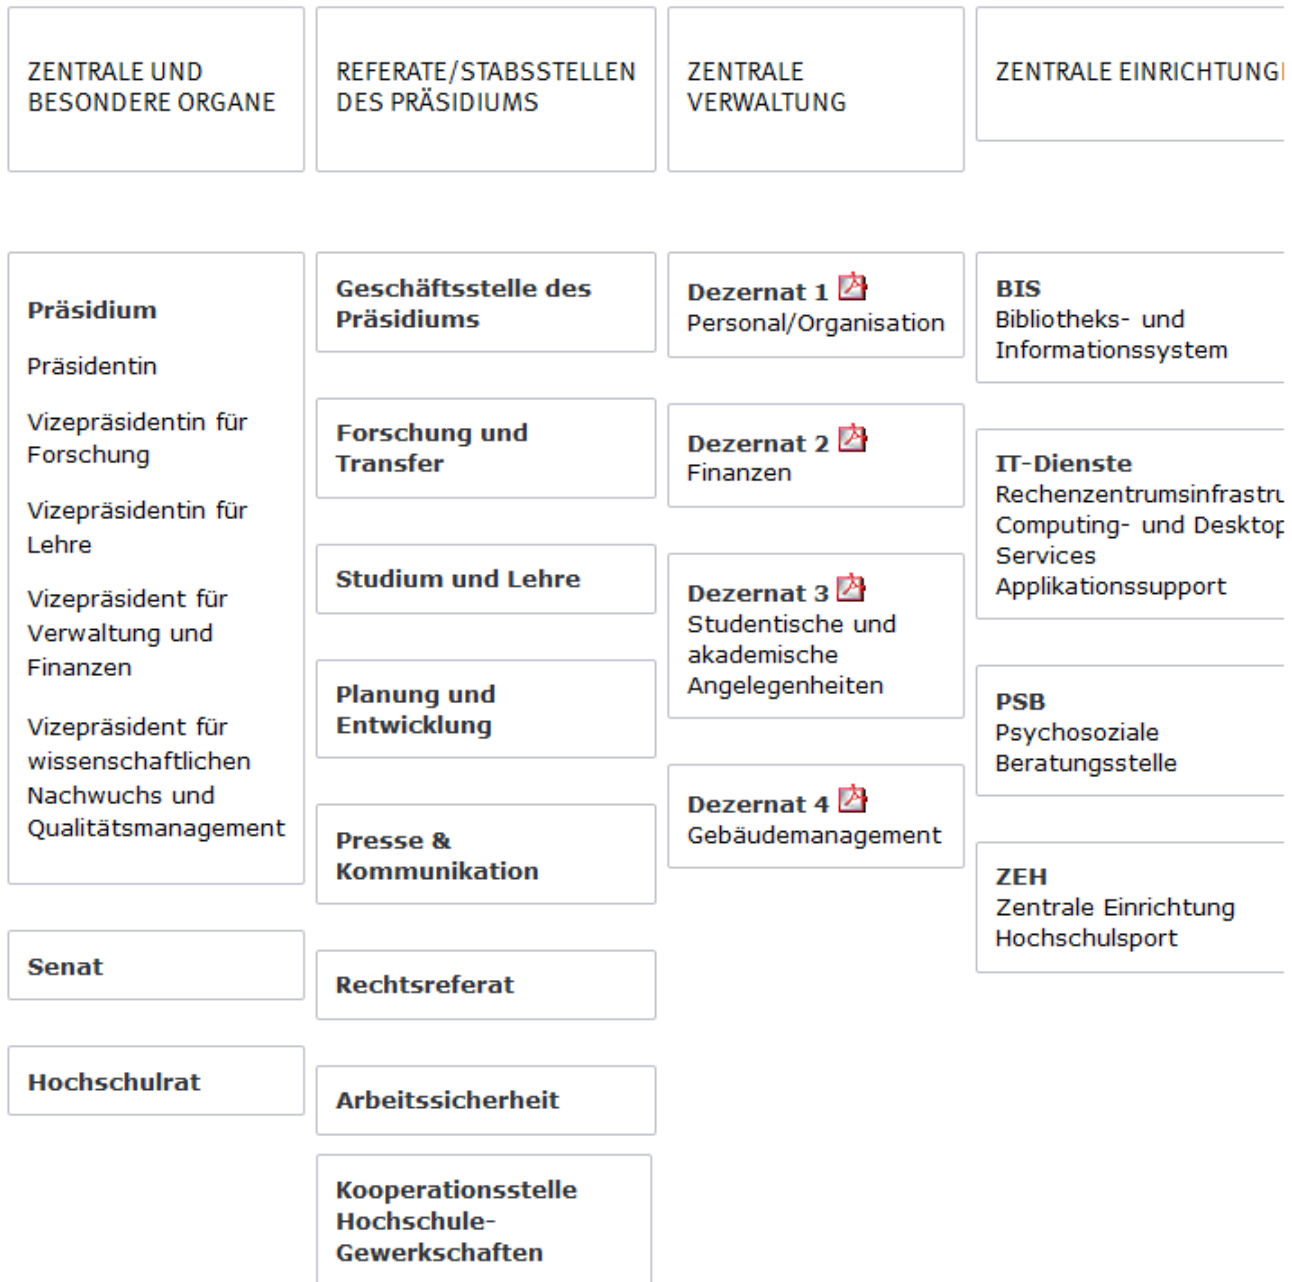 ZENTRALE UND
BESONDERE ORGANE
REFERATE/STABSSTELLEN
DES PRÄSIDIUMS
ZENTRALE
VERWALTUNG
ZENTRALE
Präsidium
Präsidentin
Vizepräsidentin für
Forschung
Vizepräsidentin für
Lehre
Vizepräsident für
Verwaltung und
Finanzen
Vizepräsident für
wissenschaftlichen
Nachwuchs und
Qualitätsmanagement
Senat
Hochschulrat
Geschäftsstelle des
Präsidiums
Forschung und
Transfer
Studium und Lehre
Planung und
Entwicklung
Presse &
Kommunikation
Rechtsreferat
Arbeitssicherheit
Kooperationsstelle
Hochschule-
Gewerkschaften
Dezernat 1
Personal/Organisation
Dezernat 2
Finanzen
Dezernat 3
Studentische und
akademische
Angelegenheiten
Dezernat 4
Gebäudemanagement
BIS
Bibliotheks- und
Informationssystem
IT-Dienste
Computing- und
Services
Applikationssupport
PSB
Psychosoziale
Beratungsstelle
ZEH
Zentrale Einrichtung
Hochschulsport